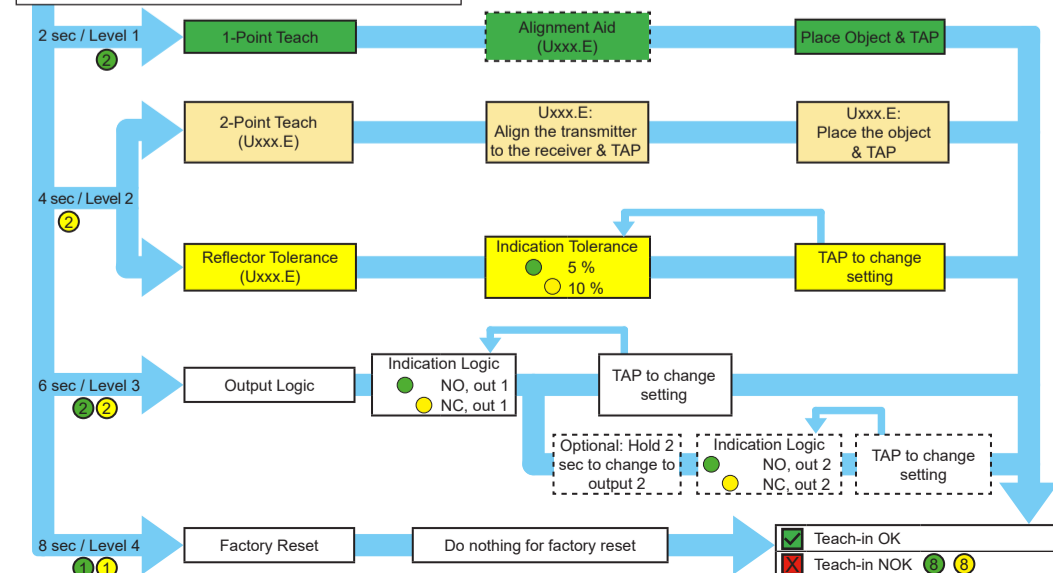 2 sec / Level 1
2
1-Point Teach
Alignment Aid
(Uxxx.E)
Place Object & TAP
4 sec / Level 2
2
2-Point Teach
(Uxxx.E)
Uxxx.E:
Align the transmitter
to the receiver & TAP
Uxxx.E:
Place the object
& TAP
Reflector Tolerance
(Uxxx.E)
Indication Tolerance
5 %
10 %
TAP to change
setting
6 sec / Level 3
2 2
Output Logic
Indication Logic
NO, out 1
NC, out 1
TAP to change
setting
Optional: Hold 2
sec to change to
output 2
Indication Logic
NO, out 2
NC, out 2
TAP to change
setting
8 sec / Level 4
1 1
Factory Reset
Do nothing for factory reset
Teach-in OK
Teach-in NOK 8 8